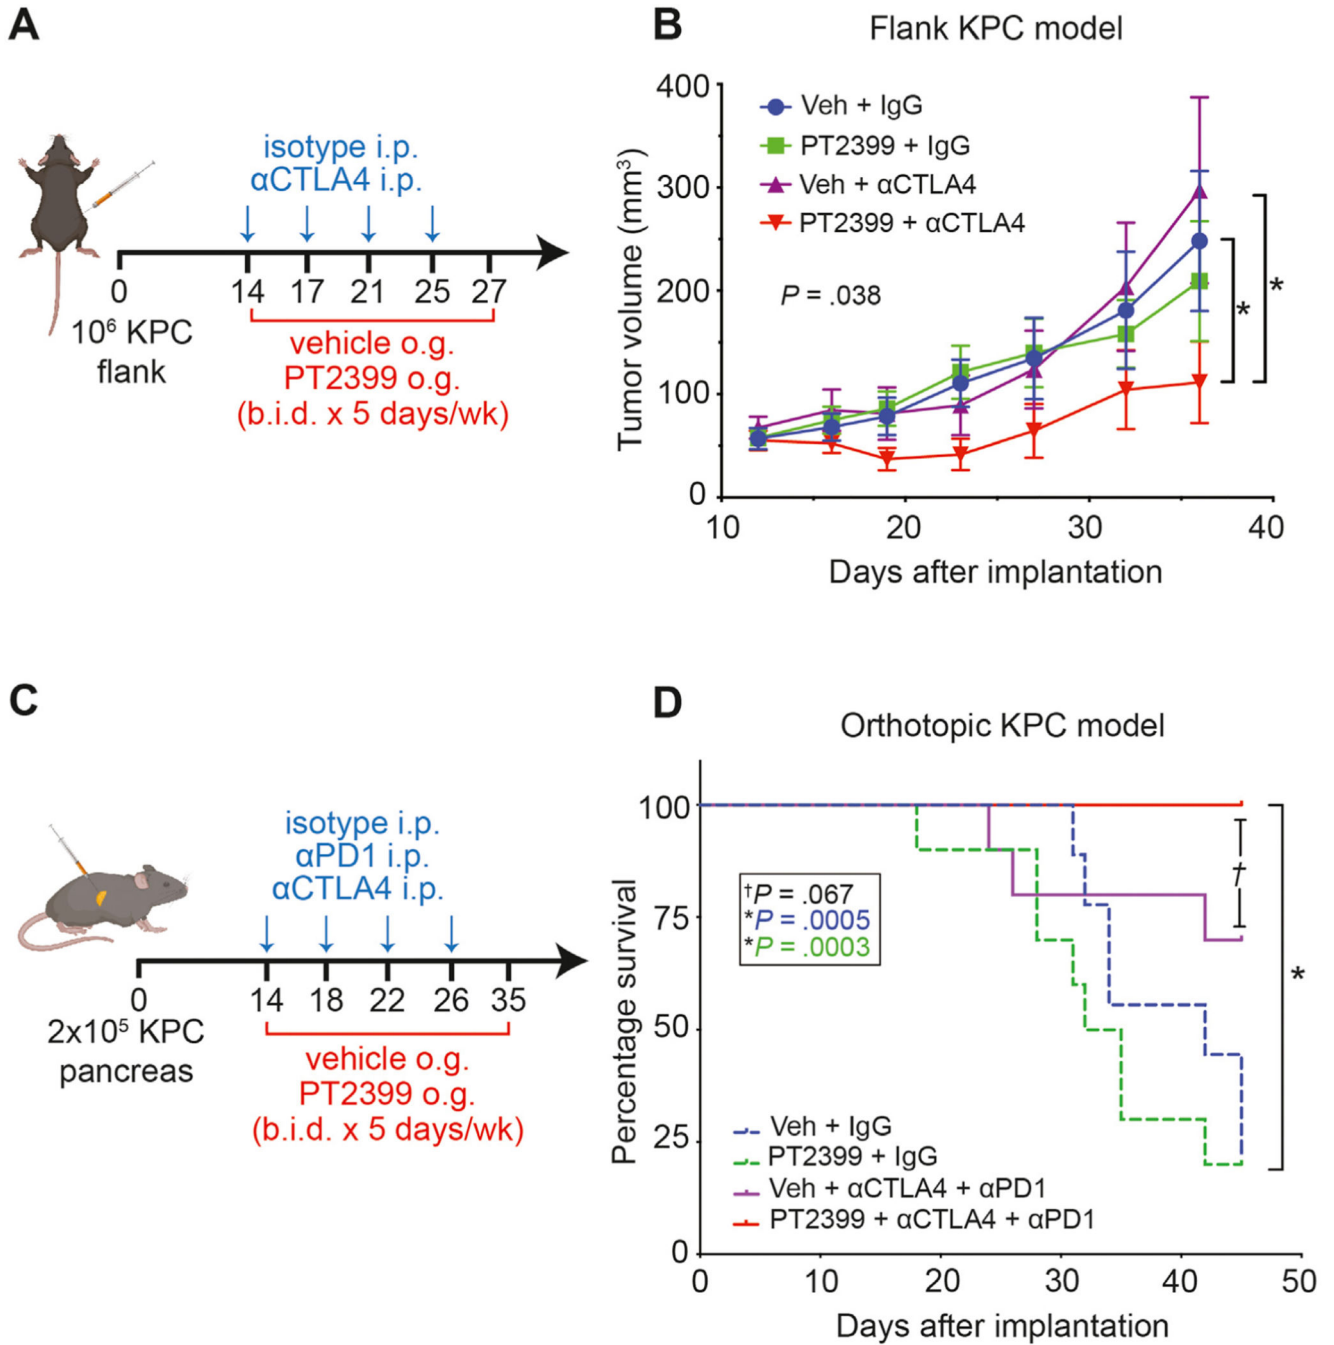 A
isotype i.p.
αCTLA4 i.p.
0
14
17
21
25
27
10⁶ KPC
flank
vehicle o.g.
PT2399 o.g.
(b.i.d. x 5 days/wk)
B
Flank KPC model
Tumor volume (mm³)
400
300
200
100
0
Veh + IgG
PT2399 + IgG
Veh + αCTLA4
PT2399 + αCTLA4
P = .038
*
*
10
20
30
40
Days after implantation
C
isotype i.p.
αPD1 i.p.
αCTLA4 i.p.
0
14
18
22
26
35
2x10⁵ KPC
pancreas
vehicle o.g.
PT2399 o.g.
(b.i.d. x 5 days/wk)
D
Orthotopic KPC model
Percentage survival
100
75
50
25
0
†P = .067
*P = .0005
*P = .0003
†
*
Veh + IgG
PT2399 + IgG
Veh + αCTLA4 + αPD1
PT2399 + αCTLA4 + αPD1
0
10
20
30
40
50
Days after implantation